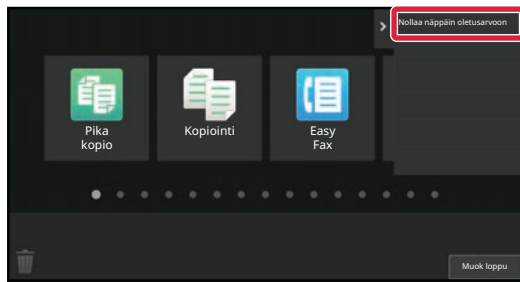 Nollaa näppäin oletusarvoon
Pika
kopio
Kopiointi
Easy
Fax
Muok loppu